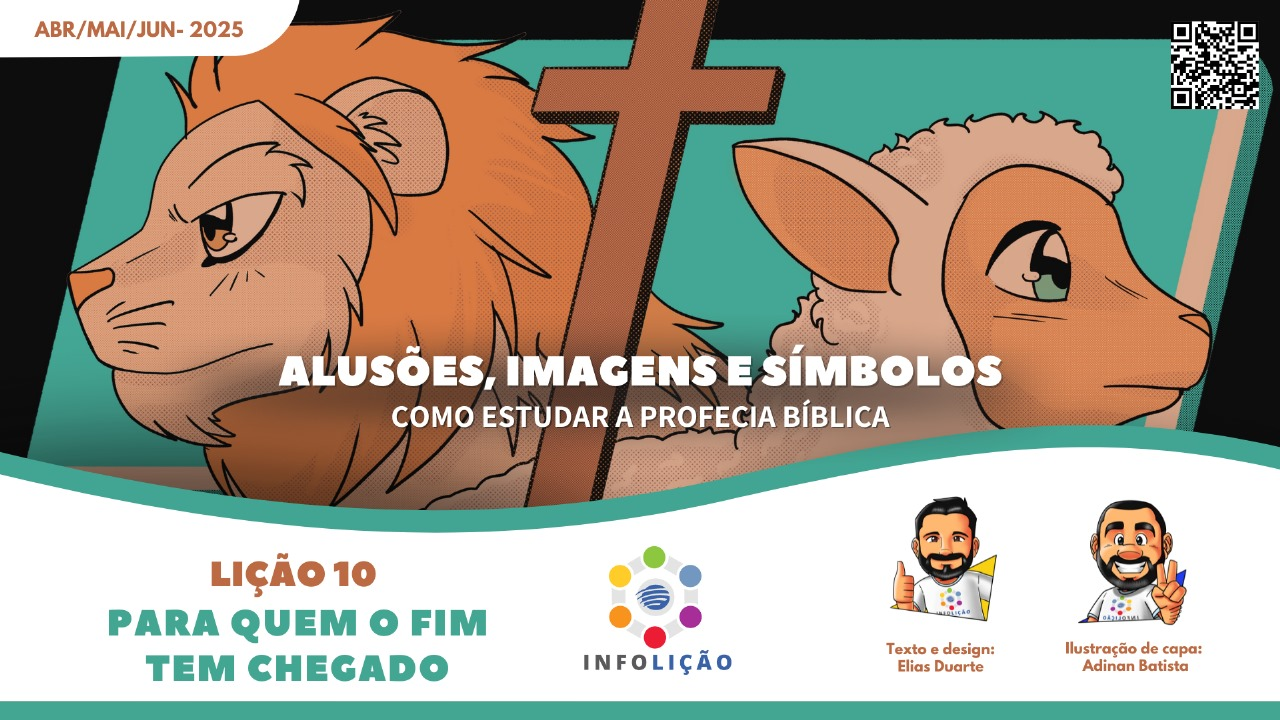 ABR/MAI/JUN- 2025
ALUSÕES, IMAGENS E SÍMBOLOS
COMO ESTUDAR A PROFECIA BÍBLICA
LIÇÃO 10
PARA QUEM O FIM
TEM CHEGADO
INFOLIÇÃO
INFOLIÇÃO
Texto e design:
Elias Duarte
Ilustração de capa:
Adinan Batista